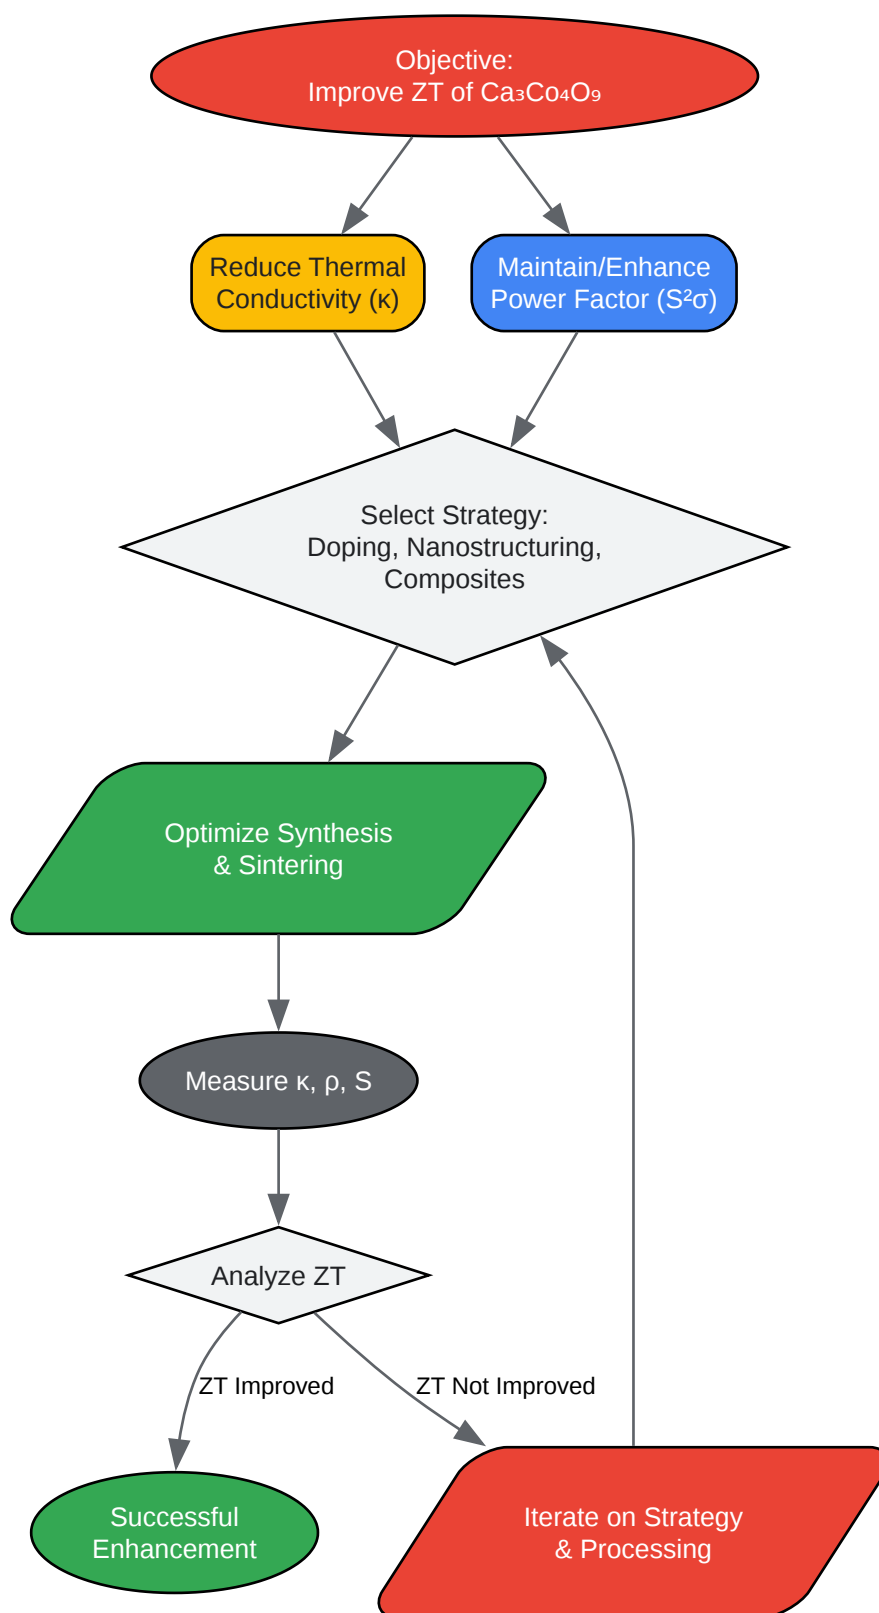 Objective:
Improve ZT of Ca₃Co₄O₉
Reduce Thermal
Conductivity (κ)
Maintain/Enhance
Power Factor (S²σ)
Select Strategy:
Doping, Nanostructuring,
Composites
Optimize Synthesis
& Sintering
Measure κ, ρ, S
Analyze ZT
ZT Improved
ZT Not Improved
Successful
Enhancement
Iterate on Strategy
& Processing